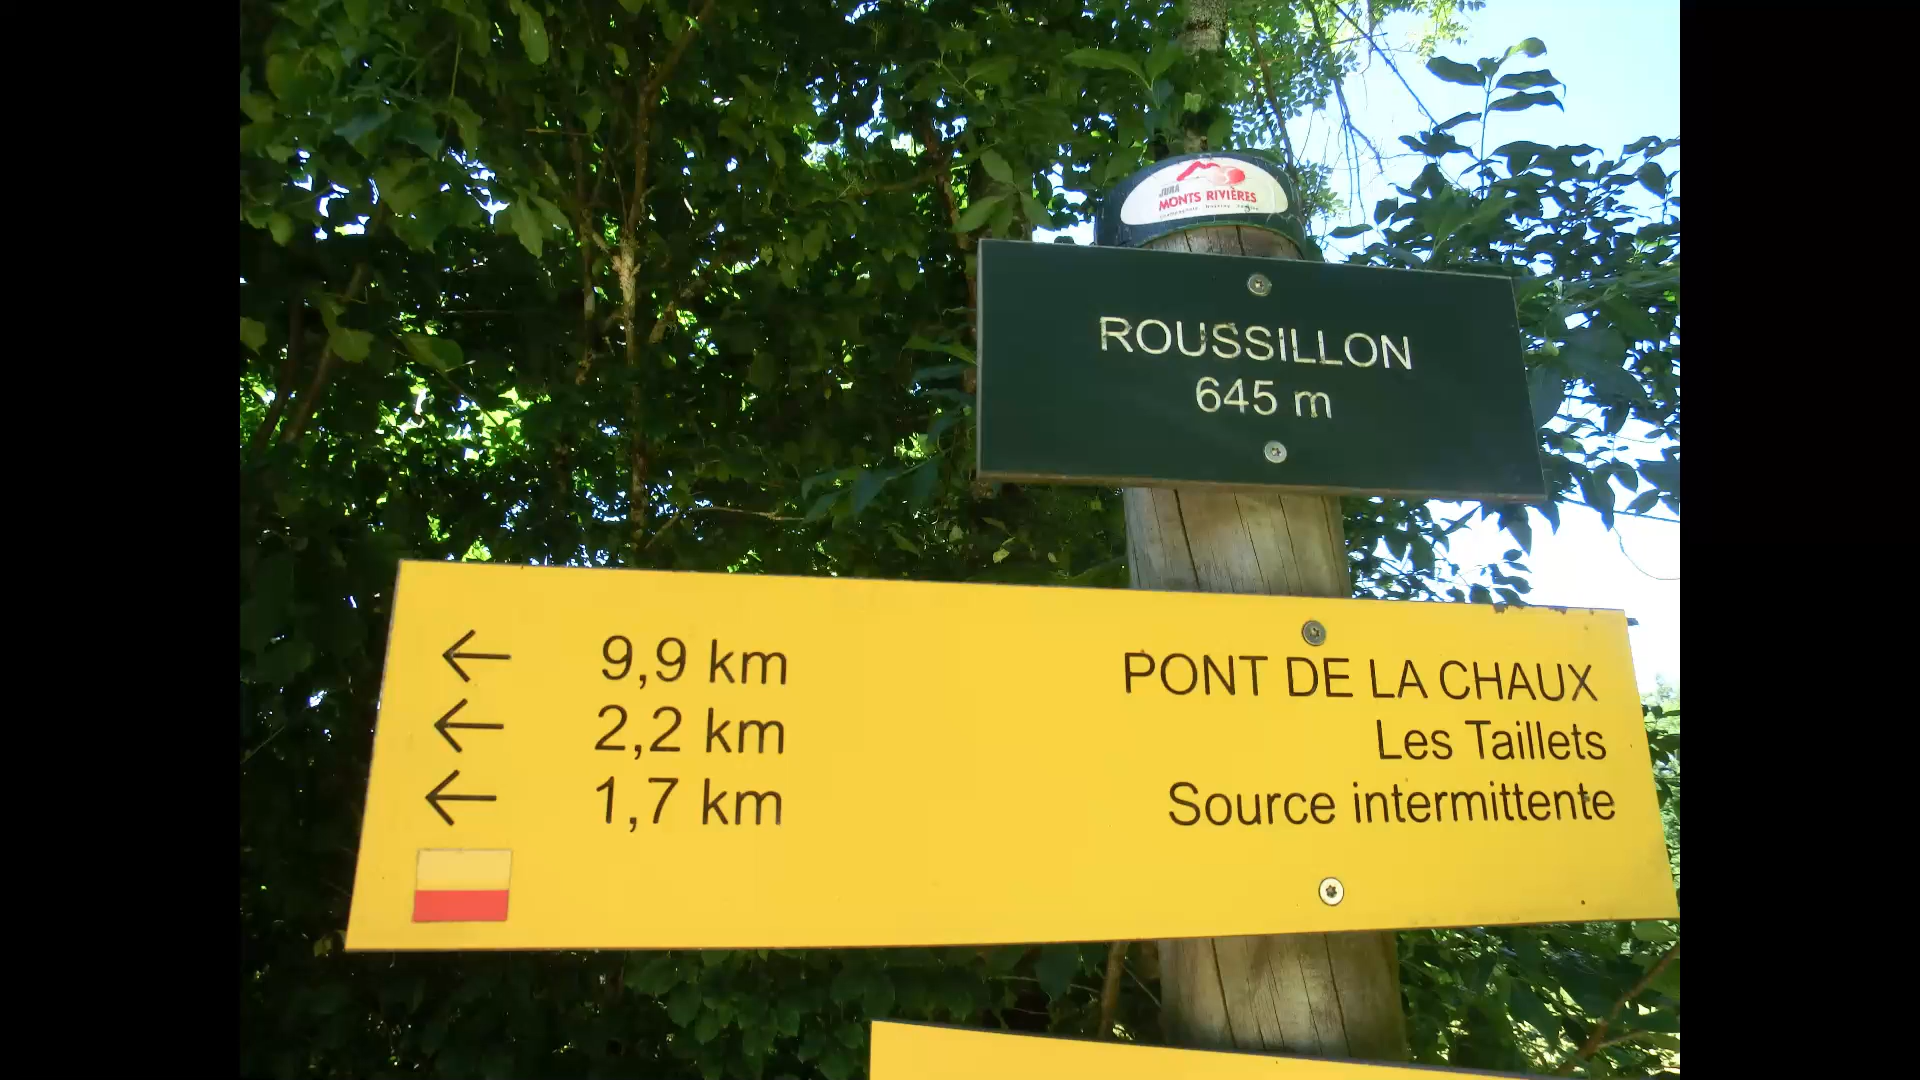 JURA
MONTS RIVIÈRES
ROUSSILLON
645 m
← 9,9 km PONT DE LA CHAUX
← 2,2 km Les Taillets
← 1,7 km Source intermittente